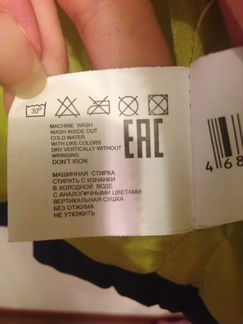 30°
MACHINE WASH
WASH INSIDE OUT
COLD WATER
WITH LIKE COLORS
DRY VERTICALLY WITHOUT
WRINGING
DON'T IRON
EAC
МАШИННАЯ СТИРКА
СТИРАТЬ С ИЗНАНКИ
В ХОЛОДНОЙ ВОДЕ
С АНАЛОГИЧНЫМИ ЦВЕТАМИ
ВЕРТИКАЛЬНАЯ СУШКА
БЕЗ ОТЖИМА
НЕ УТЮЖИТЬ
4 68